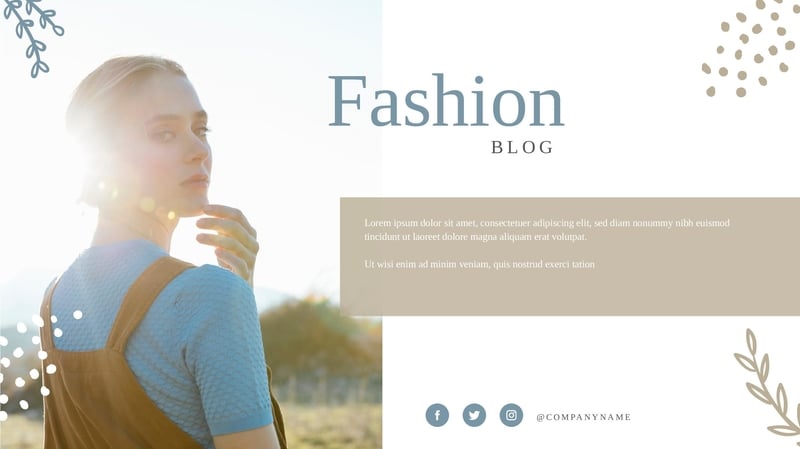 Fashion
BLOG
Lorem ipsum dolor sit amet, consectetuer adipiscing elit, sed diam nonummy nibh euismod
tincidunt ut laoreet dolore magna aliquam erat volutpat.
Ut wisi enim ad minim veniam, quis nostrud exerci tation
@COMPANYNAME